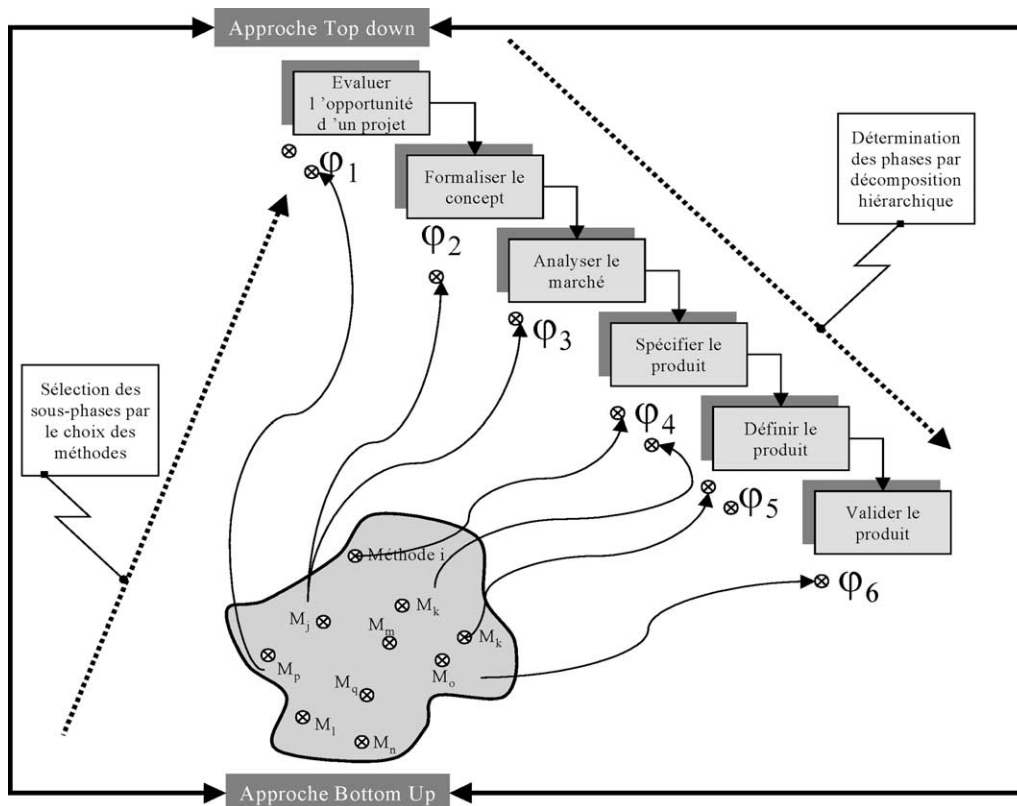 Approche Top down
Evaluer
l ’opportunité
d ’un projet
φ1
Formaliser le
concept
φ2
Analyser le
marché
φ3
Spécifier le
produit
φ4
Définir le
produit
φ5
Valider le
produit
φ6
Détermination
des phases par
décomposition
hiérarchique
Sélection des
sous-phases par
le choix des
méthodes
Méthode i
Mj
Mk
Mm
Mk
Mp
Mo
Mq
Ml
Mn
Approche Bottom Up